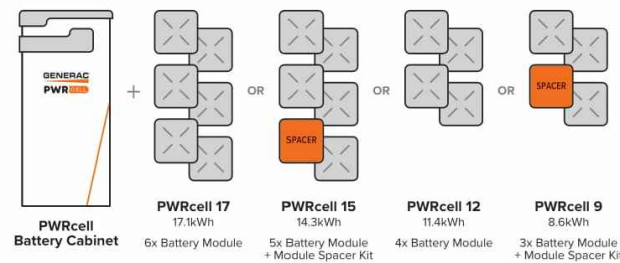 GENERAC
PWRCELL
+
OR
SPACER
OR
OR
SPACER
PWRcell
Battery Cabinet
PWRcell 17
17.1kWh
6x Battery Module
PWRcell 15
14.3kWh
5x Battery Module
+ Module Spacer Kit
PWRcell 12
11.4kWh
4x Battery Module
PWRcell 9
8.6kWh
3x Battery Module
+ Module Spacer Kit